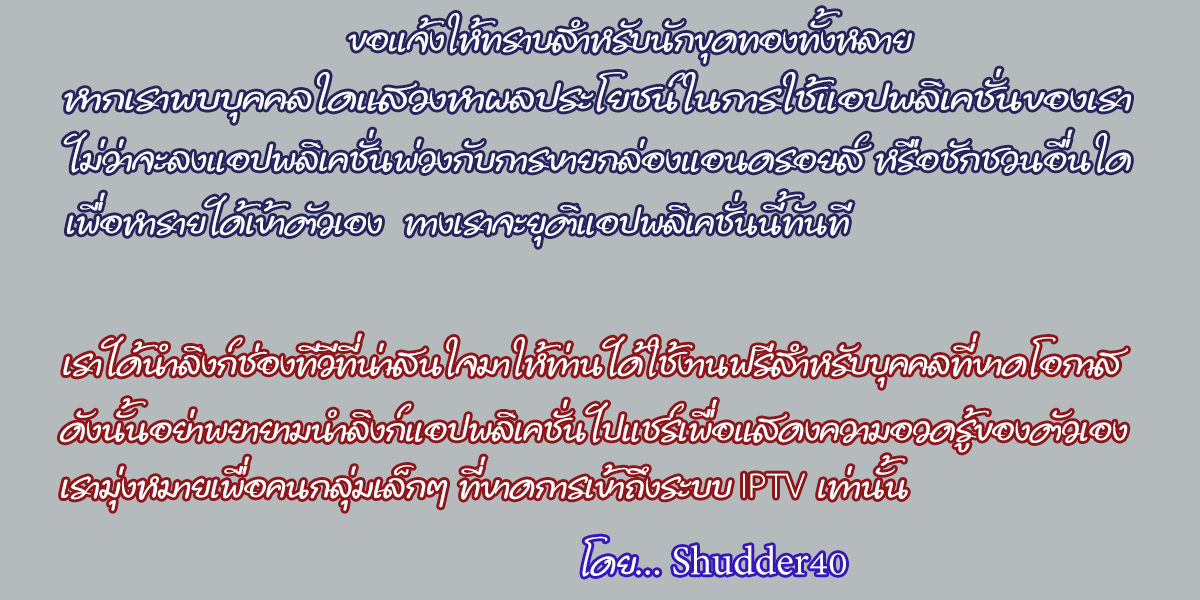 ขอแจ้งให้ทราบสำหรับนักขุดทองทั้งหลาย
หากเราพบบุคคลใดแสวงหาผลประโยชน์ในการใช้แอปพลิเคชั่นของเรา
ไม่ว่าจะลงแอปพลิเคชั่นพ่วงกับการขายกล่องแอนดรอยส์ หรือชักชวนอื่นใด
เพื่อหารายได้เข้าตัวเอง ทางเราจะยุติแอปพลิเคชั่นนี้ทันที
เราได้นำลิงก์ช่องทีวีที่น่าสนใจมาให้ท่านได้ใช้งานฟรีสำหรับบุคคลที่ขาดโอกาส
ดังนั้นอย่าพยายามนำลิงก์แอปพลิเคชั่นไปแชร์เพื่อแสดงความอวดรู้ของตัวเอง
เรามุ่งหมายเพื่อคนกลุ่มเล็กๆ ที่ขาดการเข้าถึงระบบ IPTV เท่านั้น
โดย... Shudder40